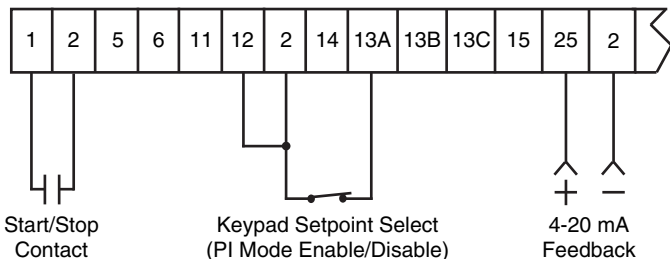 1 2 5 6 11 12 2 14 13A 13B 13C 15 25 2
+ −
Start/Stop Keypad Setpoint Select 4-20 mA
Contact (PI Mode Enable/Disable) Feedback